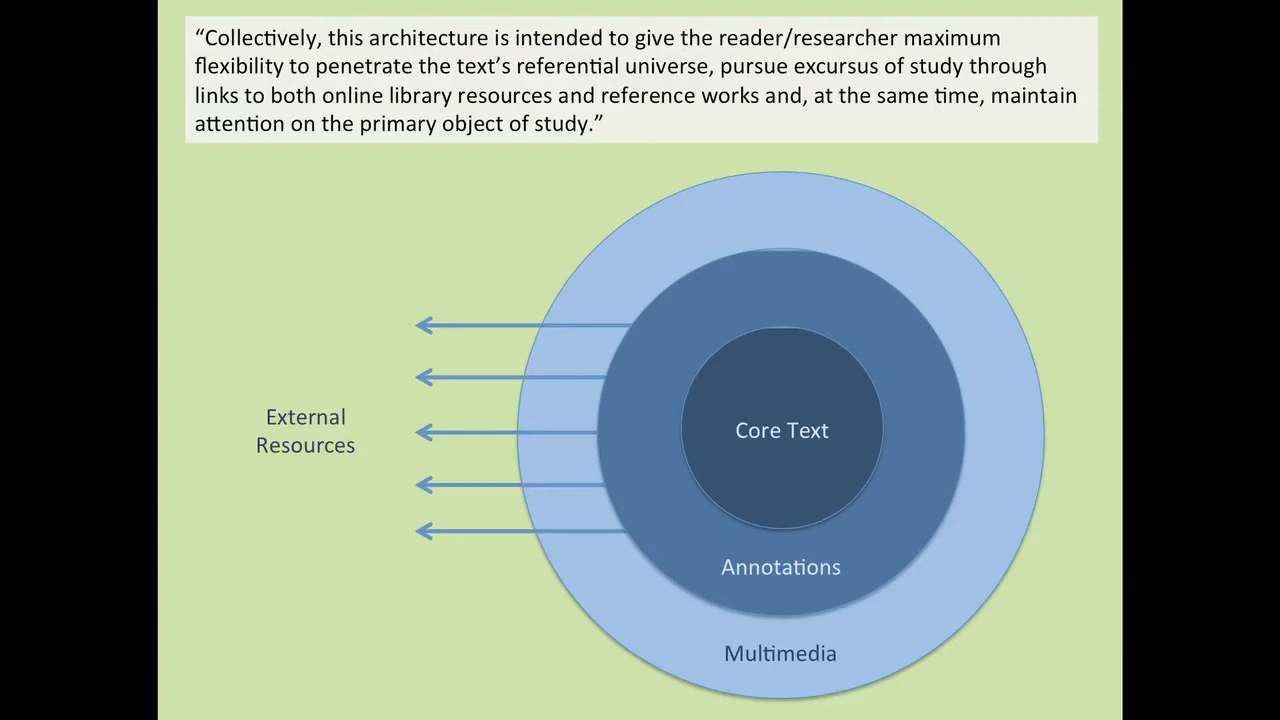 “Collectively, this architecture is intended to give the reader/researcher maximum
flexibility to penetrate the text’s referential universe, pursue excursus of study through
links to both online library resources and reference works and, at the same time, maintain
attention on the primary object of study.”
External
Resources
Core Text
Annotations
Multimedia